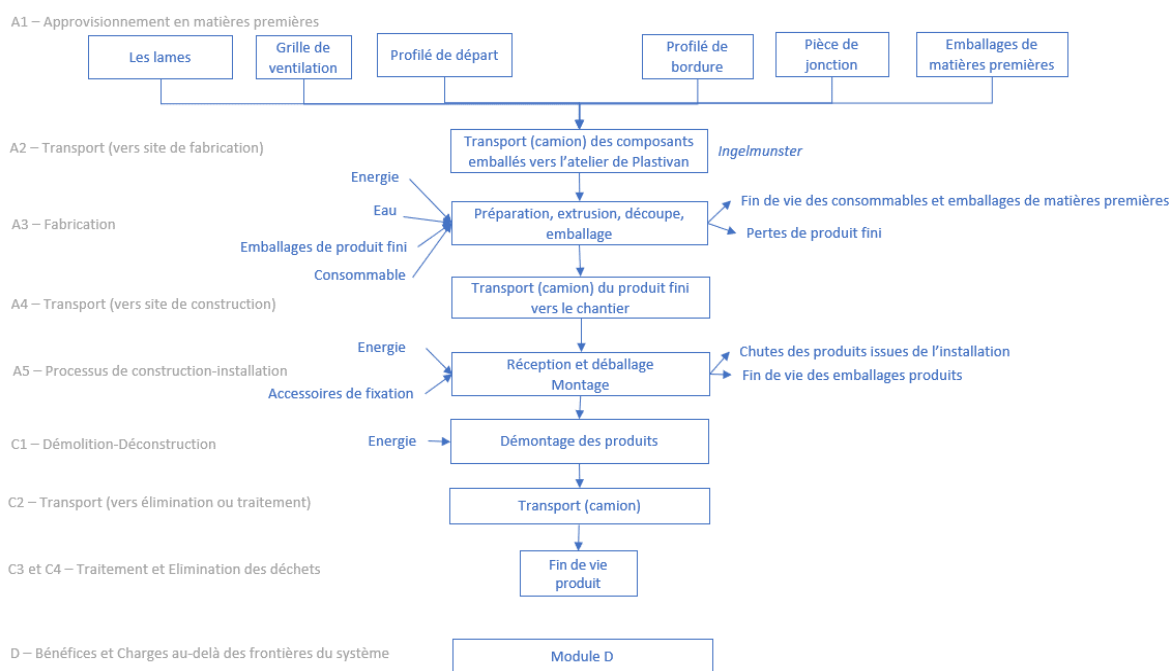 A1 – Approvisionnement en matières premières
Les lames
Grille de
ventilation
Profilé de départ
Profilé de
bordure
Pièce de
jonction
Emballages de
matières premières
A2 – Transport (vers site de fabrication)
Transport (camion) des composants
emballés vers l'atelier de Plastivan
Ingelmunster
A3 – Fabrication
Energie
Eau
Emballages de produit fini
Consommable
Préparation, extrusion, découpe,
emballage
Fin de vie des consommables et emballages de matières premières
Pertes de produit fini
A4 – Transport (vers site de construction)
Transport (camion) du produit fini
vers le chantier
A5 – Processus de construction-installation
Energie
Accessoires de fixation
Réception et déballage
Montage
Chutes des produits issues de l'installation
Fin de vie des emballages produits
C1 – Démolition-Déconstruction
Energie
Démontage des produits
C2 – Transport (vers élimination ou traitement)
Transport (camion)
C3 et C4 – Traitement et Elimination des déchets
Fin de vie
produit
D – Bénéfices et Charges au-delà des frontières du système
Module D